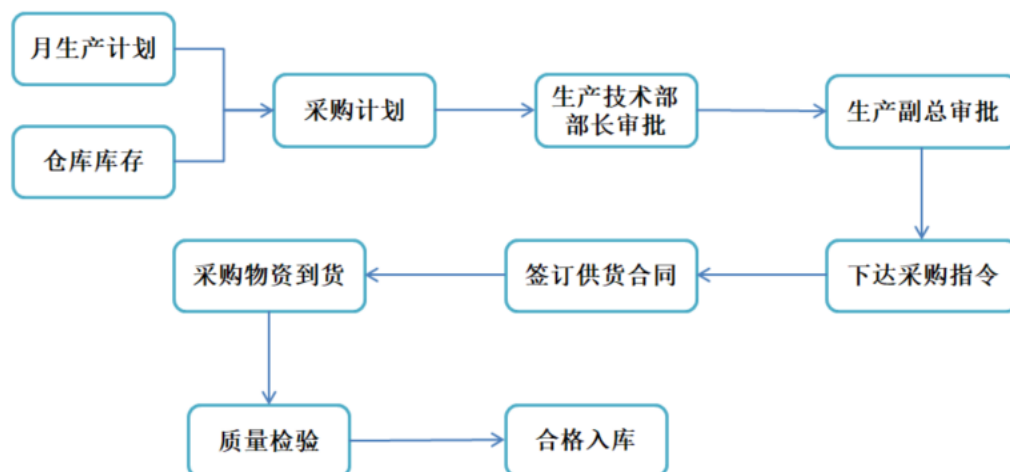 月生产计划
仓库库存
采购计划
生产技术部
部长审批
生产副总审批
下达采购指令
签订供货合同
采购物资到货
质量检验
合格入库